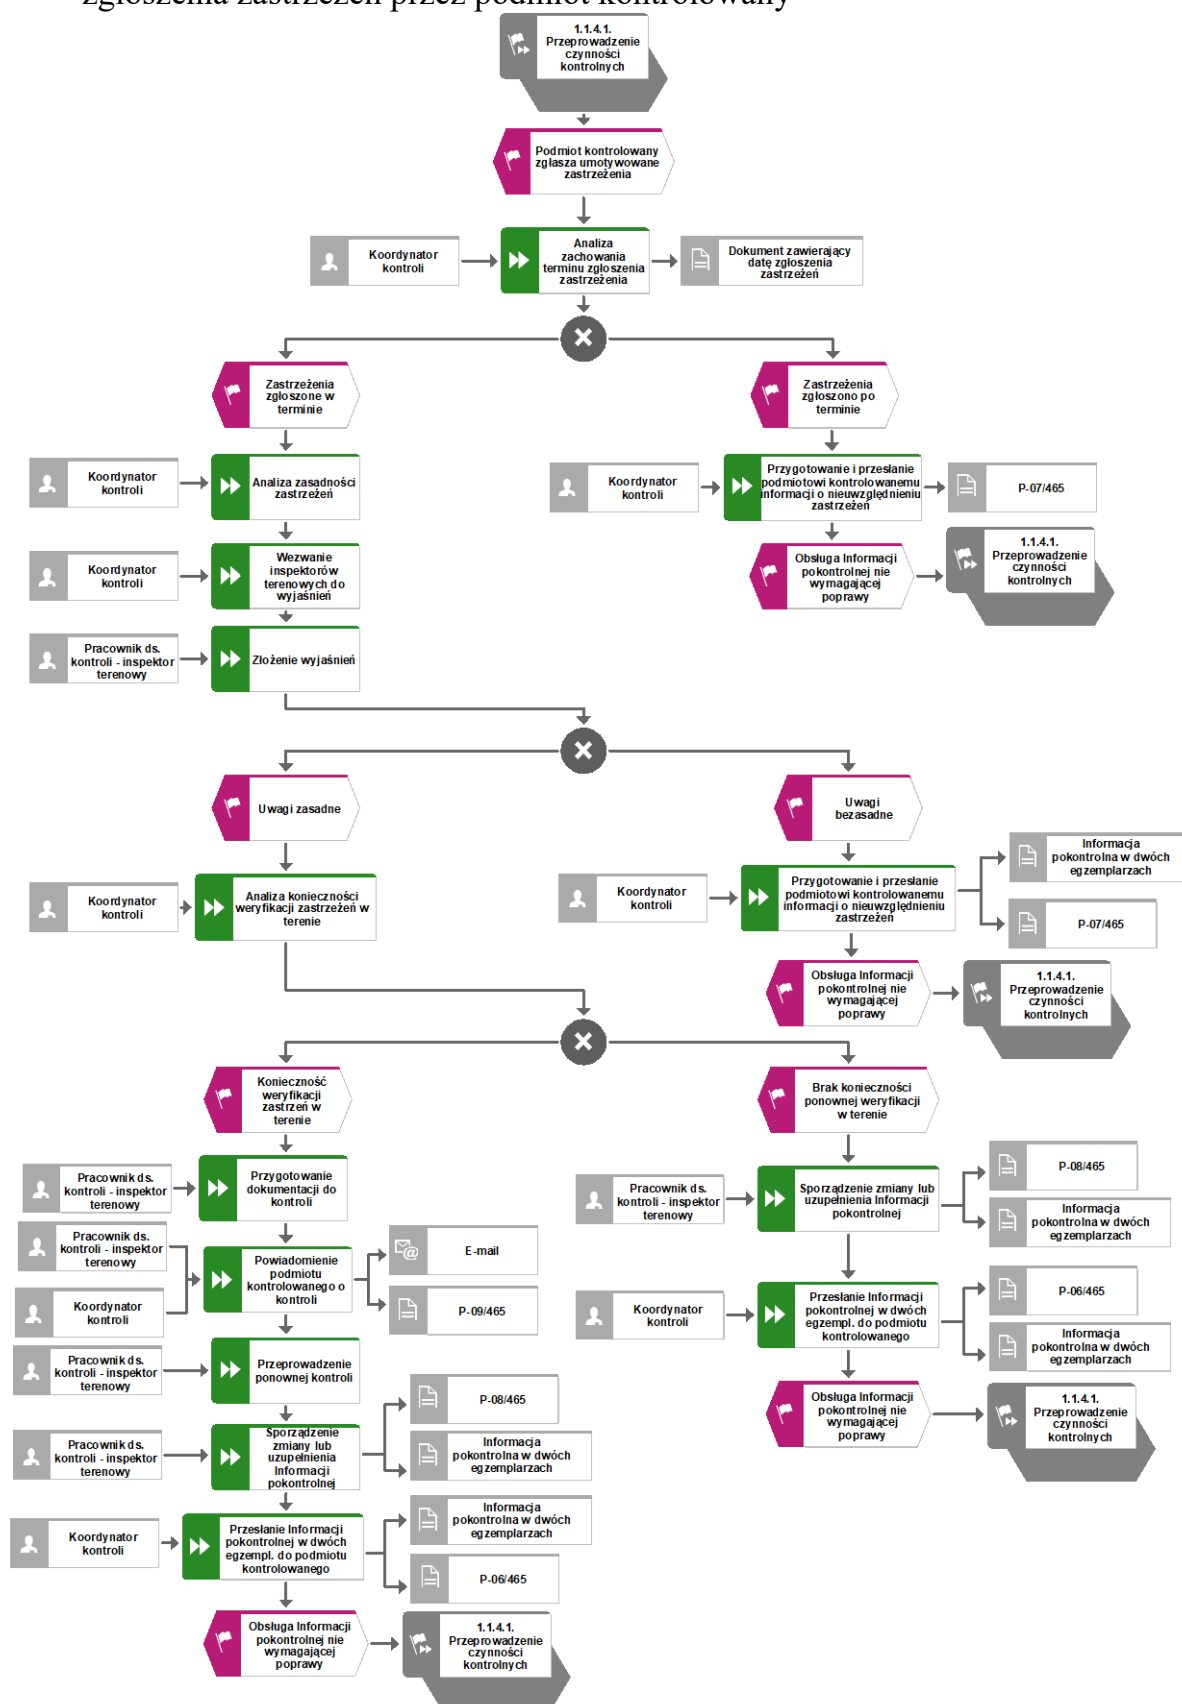 zgłoszenia zastrzeżeń przez podmiot kontrolowany
1.1.4.1.
Przeprowadzenie
czynności
kontrolnych
Podmiot kontrolowany
zgłasza umotywowane
zastrzeżenia
Koordynator
kontroli
Analiza
zachowania
terminu zgłoszenia
zastrzeżenia
Dokument zawierający
datę zgłoszenia
zastrzeżeń
Zastrzeżenia
zgłoszone w
terminie
Zastrzeżenia
zgłoszono po
terminie
Koordynator
kontroli
Analiza zasadności
zastrzeżeń
Koordynator
kontroli
Przygotowanie i przesłanie
podmiotowi kontrolowanemu
informacji o nieuwzględnieniu
zastrzeżeń
P-07/465
Koordynator
kontroli
Wezwanie
inspektorów
terenowych do
wyjaśnień
Obsługa Informacji
pokontrolnej nie
wymagającej
poprawy
1.1.4.1.
Przeprowadzenie
czynności
kontrolnych
Pracownik ds.
kontroli - inspektor
terenowy
Złożenie wyjaśnień
Uwagi zasadne
Uwagi
bezasadne
Koordynator
kontroli
Analiza konieczności
weryfikacji zastrzeżeń w
terenie
Koordynator
kontroli
Przygotowanie i przesłanie
podmiotowi kontrolowanemu
informacji o nieuwzględnieniu
zastrzeżeń
Informacja
pokontrolna w dwóch
egzemplarzach
P-07/465
Obsługa Informacji
pokontrolnej nie
wymagającej
poprawy
1.1.4.1.
Przeprowadzenie
czynności
kontrolnych
Konieczność
weryfikacji
zastrzeń w
terenie
Brak konieczności
ponownej weryfikacji
w terenie
Pracownik ds.
kontroli - inspektor
terenowy
Przygotowanie
dokumentacji do
kontroli
Pracownik ds.
kontroli - inspektor
terenowy
Sporządzenie zmiany lub
uzupełnienia Informacji
pokontrolnej
P-08/465
Informacja
pokontrolna w dwóch
egzemplarzach
Pracownik ds.
kontroli - inspektor
terenowy
Koordynator
kontroli
Powiadomienie
podmiotu
kontrolowanego o
kontroli
E-mail
P-09/465
Koordynator
kontroli
Przesłanie Informacji
pokontrolnej w dwóch
egzempl. do podmiotu
kontrolowanego
P-06/465
Informacja
pokontrolna w dwóch
egzemplarzach
Pracownik ds.
kontroli - inspektor
terenowy
Przeprowadzenie
ponownej kontroli
Obsługa Informacji
pokontrolnej nie
wymagającej
poprawy
1.1.4.1.
Przeprowadzenie
czynności
kontrolnych
Pracownik ds.
kontroli - inspektor
terenowy
Sporządzenie
zmiany lub
uzupełnienia
Informacji
pokontrolnej
P-08/465
Informacja
pokontrolna w dwóch
egzemplarzach
Koordynator
kontroli
Przesłanie Informacji
pokontrolnej w dwóch
egzempl. do podmiotu
kontrolowanego
Informacja
pokontrolna w dwóch
egzemplarzach
P-06/465
Obsługa Informacji
pokontrolnej nie
wymagającej
poprawy
1.1.4.1.
Przeprowadzenie
czynności
kontrolnych